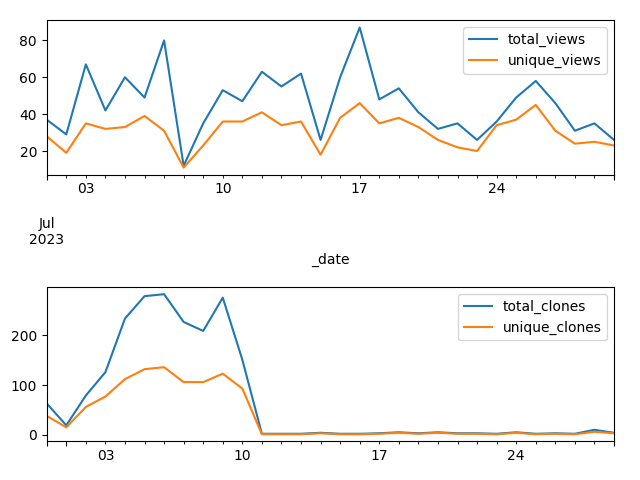 total_views
unique_views
80
60
40
20
03 10 17 24
Jul
2023
_date
total_clones
unique_clones
200
100
0
03 10 17 24